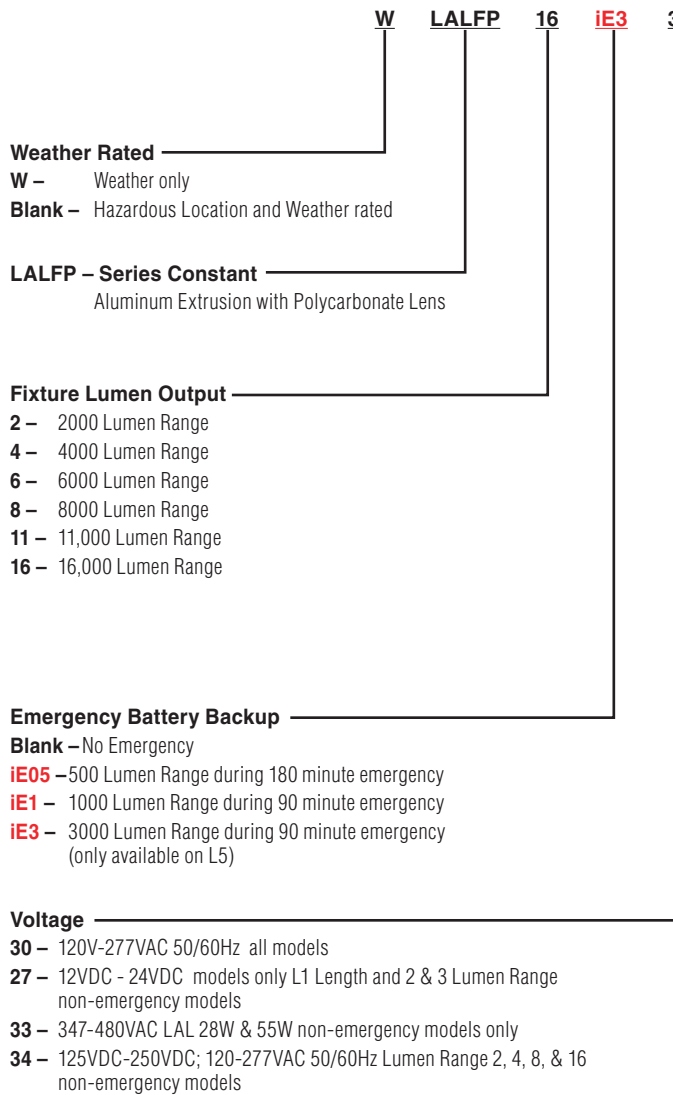 W LALFP 16 iE3
Weather Rated
W – Weather only
Blank – Hazardous Location and Weather rated
LALFP – Series Constant
Aluminum Extrusion with Polycarbonate Lens
Fixture Lumen Output
2 – 2000 Lumen Range
4 – 4000 Lumen Range
6 – 6000 Lumen Range
8 – 8000 Lumen Range
11 – 11,000 Lumen Range
16 – 16,000 Lumen Range
Emergency Battery Backup
Blank – No Emergency
iE05 – 500 Lumen Range during 180 minute emergency
iE1 – 1000 Lumen Range during 90 minute emergency
iE3 – 3000 Lumen Range during 90 minute emergency
(only available on L5)
Voltage
30 – 120V-277VAC 50/60Hz all models
27 – 12VDC - 24VDC models only L1 Length and 2 & 3 Lumen Range
non-emergency models
33 – 347-480VAC LAL 28W & 55W non-emergency models only
34 – 125VDC-250VDC; 120-277VAC 50/60Hz Lumen Range 2, 4, 8, & 16
non-emergency models